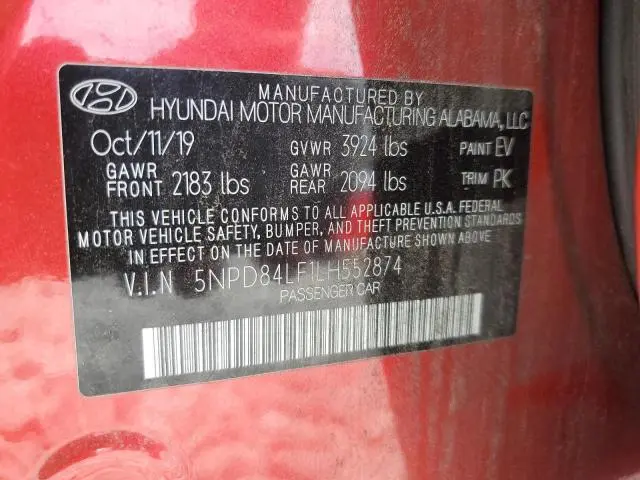 MANUFACTURED BY
HYUNDAI MOTOR MANUFACTURING ALABAMA, LLC
Oct/11/19 GVWR 3924 lbs PAINT EV
GAWR FRONT 2183 lbs GAWR REAR 2094 lbs TRIM PK
THIS VEHICLE CONFORMS TO ALL APPLICABLE U.S.A. FEDERAL
MOTOR VEHICLE SAFETY, BUMPER, AND THEFT PREVENTION STANDARDS
IN EFFECT ON THE DATE OF MANUFACTURE SHOWN ABOVE
V.I.N 5NPD84LF1LH552874
PASSENGER CAR